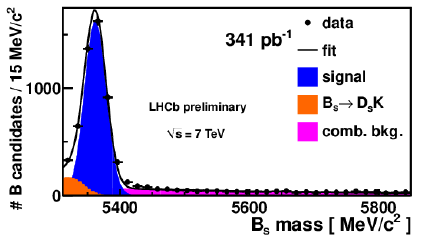 # B candidates / 15 MeV/c²
1000
0
341 pb⁻¹
data
fit
signal
Bₛ→ DₛK
comb. bkg.
LHCb preliminary
√s = 7 TeV
5400
5600
5800
Bₛ mass [ MeV/c² ]